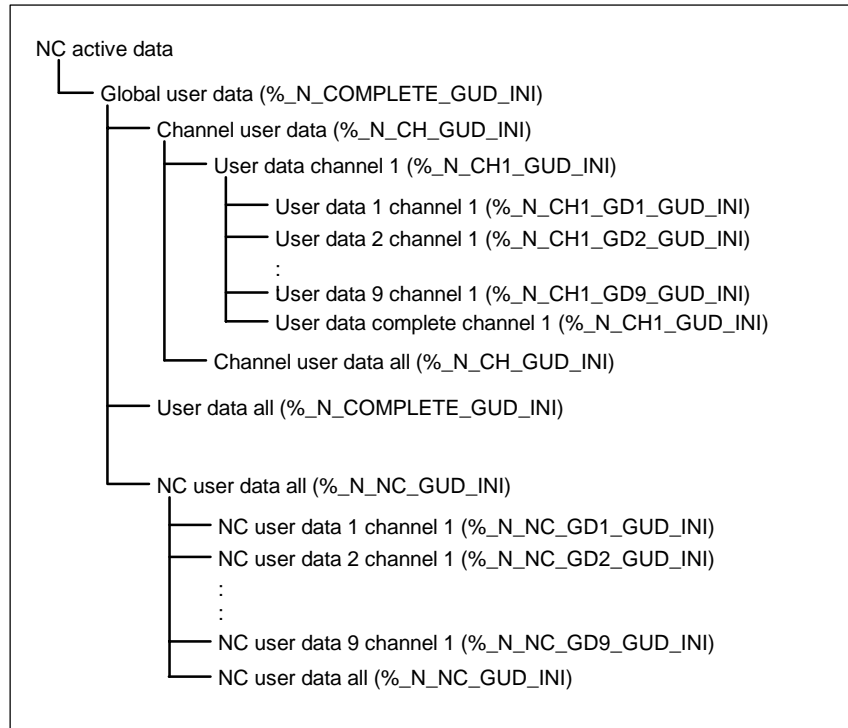 NC active data
Global user data (%_N_COMPLETE_GUD_INI)
Channel user data (%_N_CH_GUD_INI)
User data channel 1 (%_N_CH1_GUD_INI)
User data 1 channel 1 (%_N_CH1_GD1_GUD_INI)
User data 2 channel 1 (%_N_CH1_GD2_GUD_INI)
:
User data 9 channel 1 (%_N_CH1_GD9_GUD_INI)
User data complete channel 1 (%_N_CH1_GUD_INI)
Channel user data all (%_N_CH_GUD_INI)
User data all (%_N_COMPLETE_GUD_INI)
NC user data all (%_N_NC_GUD_INI)
NC user data 1 channel 1 (%_N_NC_GD1_GUD_INI)
NC user data 2 channel 1 (%_N_NC_GD2_GUD_INI)
:
:
NC user data 9 channel 1 (%_N_NC_GD9_GUD_INI)
NC user data all (%_N_NC_GUD_INI)